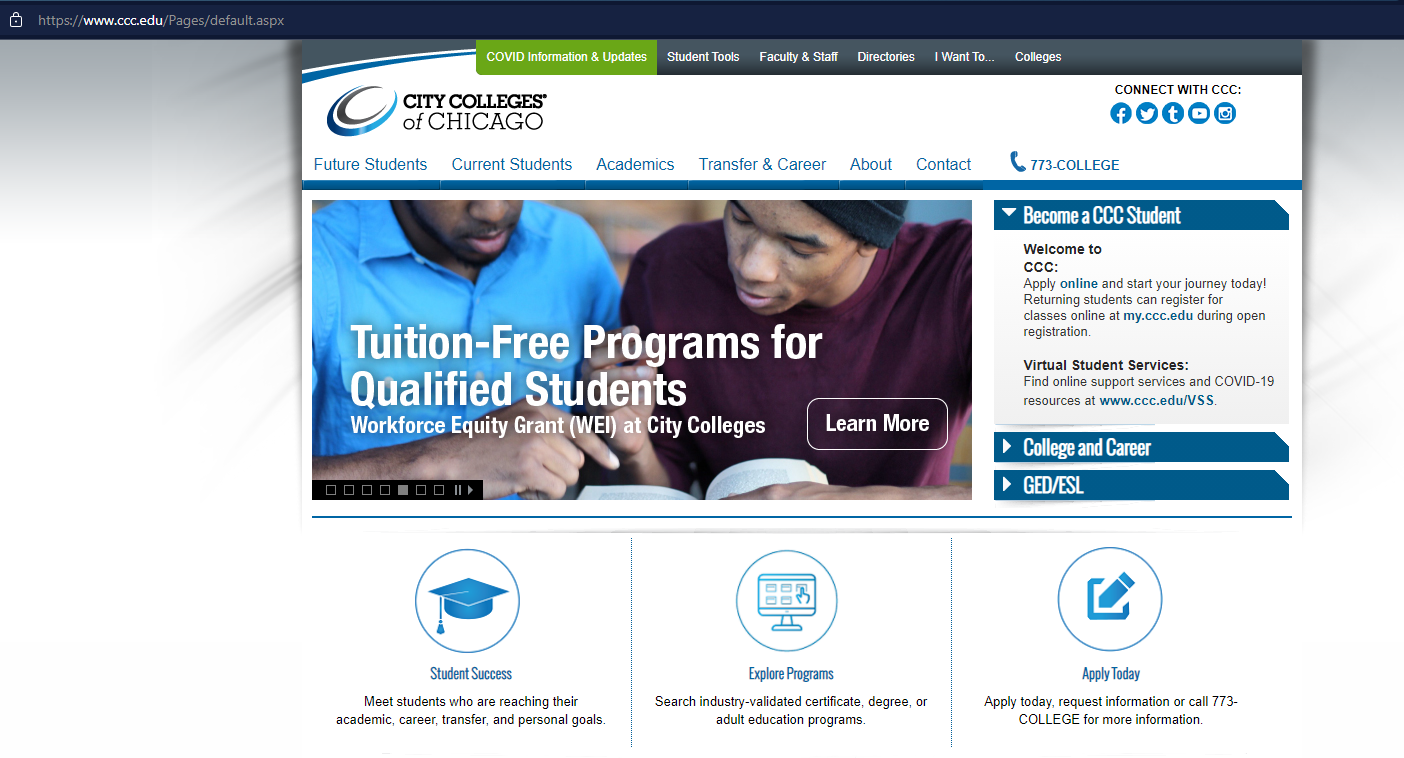 https://www.ccc.edu/Pages/default.aspx
COVID Information & Updates Student Tools Faculty & Staff Directories I Want To... Colleges
CITY COLLEGES®
of CHICAGO
CONNECT WITH CCC:
Future Students Current Students Academics Transfer & Career About Contact 773-COLLEGE
Tuition-Free Programs for
Qualified Students
Workforce Equity Grant (WEI) at City Colleges
Learn More
Become a CCC Student
Welcome to
CCC:
Apply online and start your journey today!
Returning students can register for
classes online at my.ccc.edu during open
registration.
Virtual Student Services:
Find online support services and COVID-19
resources at www.ccc.edu/VSS.
College and Career
GED/ESL
Student Success
Meet students who are reaching their
academic, career, transfer, and personal goals.
Explore Programs
Search industry-validated certificate, degree, or
adult education programs.
Apply Today
Apply today, request information or call 773-
COLLEGE for more information.